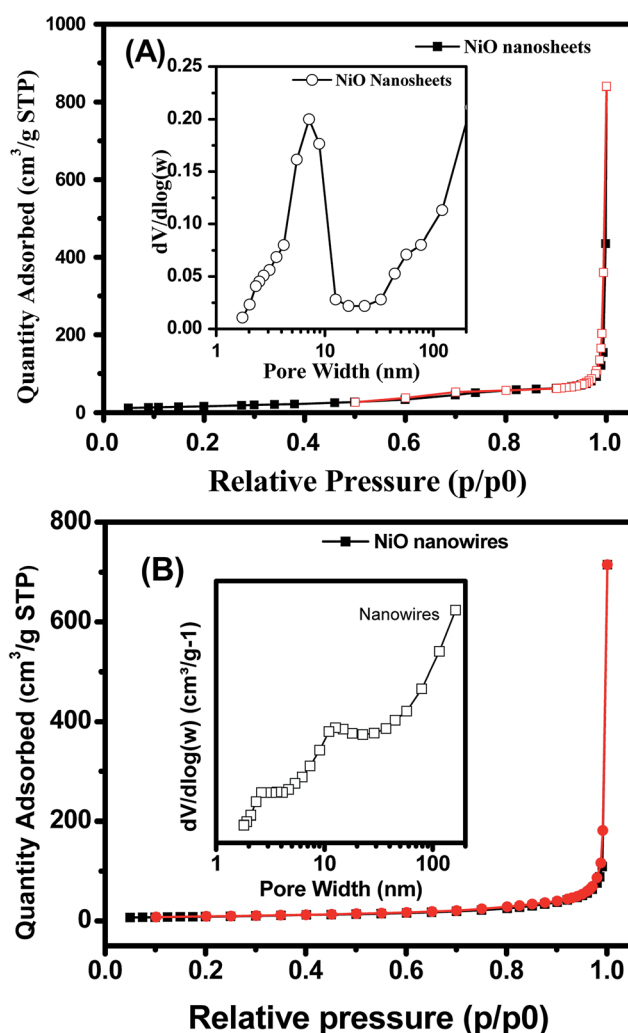 (A)
NiO nanosheets
NiO Nanosheets
Quantity Adsorbed (cm³/g STP)
1000
800
600
400
200
0
dV/dlog(w)
0.25
0.20
0.15
0.10
0.05
0.00
1 10 100
Pore Width (nm)
0.0 0.2 0.4 0.6 0.8 1.0
Relative Pressure (p/p0)
(B)
NiO nanowires
Nanowires
Quantity Adsorbed (cm³/g STP)
800
600
400
200
0
dV/dlog(w) (cm³/g-1)
1 10 100
Pore Width (nm)
0.0 0.2 0.4 0.6 0.8 1.0
Relative pressure (p/p0)